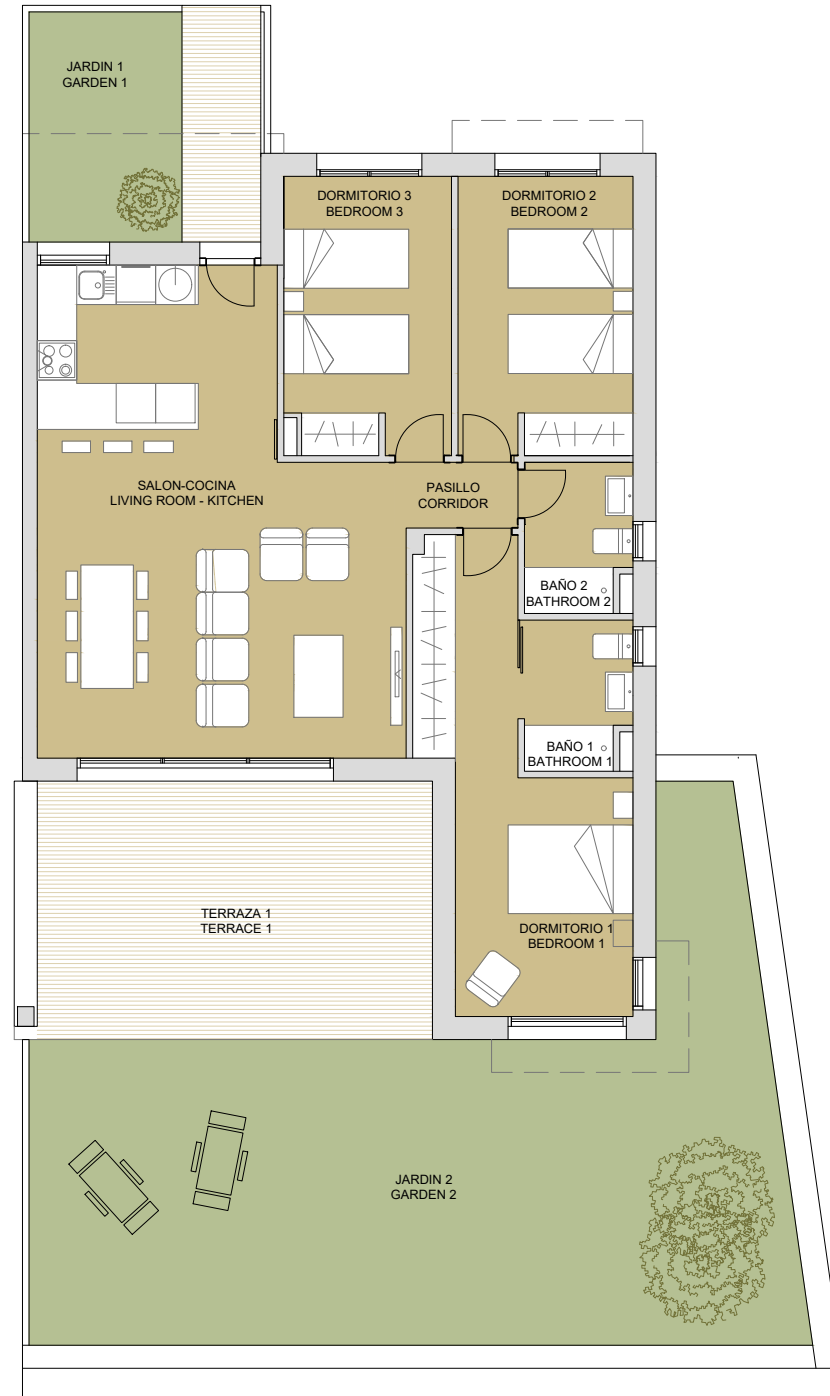 JARDIN 1
GARDEN 1
DORMITORIO 3
BEDROOM 3
DORMITORIO 2
BEDROOM 2
SALON-COCINA
LIVING ROOM - KITCHEN
PASILLO
CORRIDOR
BAÑO 2
BATHROOM 2
BAÑO 1
BATHROOM 1
TERRAZA 1
TERRACE 1
DORMITORIO 1
BEDROOM 1
JARDIN 2
GARDEN 2